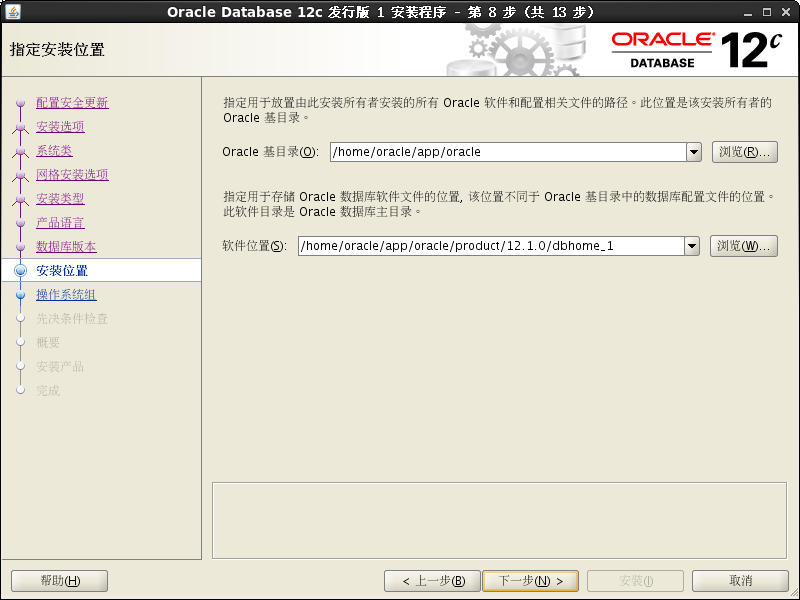 Oracle Database 12c 发行版 1 安装程序 - 第 8 步 (共 13 步)
指定安装位置
ORACLE
DATABASE
12c
配置安全更新
安装选项
系统类
网格安装选项
安装类型
产品语言
数据库版本
安装位置
操作系统组
先决条件检查
概要
安装产品
完成
指定用于放置由此安装所有者安装的所有 Oracle 软件和配置相关文件的路径。此位置是该安装所有者的
Oracle 基目录。
Oracle 基目录(O): /home/oracle/app/oracle 浏览(R)...
指定用于存储 Oracle 数据库软件文件的位置, 该位置不同于 Oracle 基目录中的数据库配置文件的位置。
此软件目录是 Oracle 数据库主目录。
软件位置(S): /home/oracle/app/oracle/product/12.1.0/dbhome_1 浏览(W)...
帮助(H) < 上一步(B) 下一步(N) > 安装(I) 取消